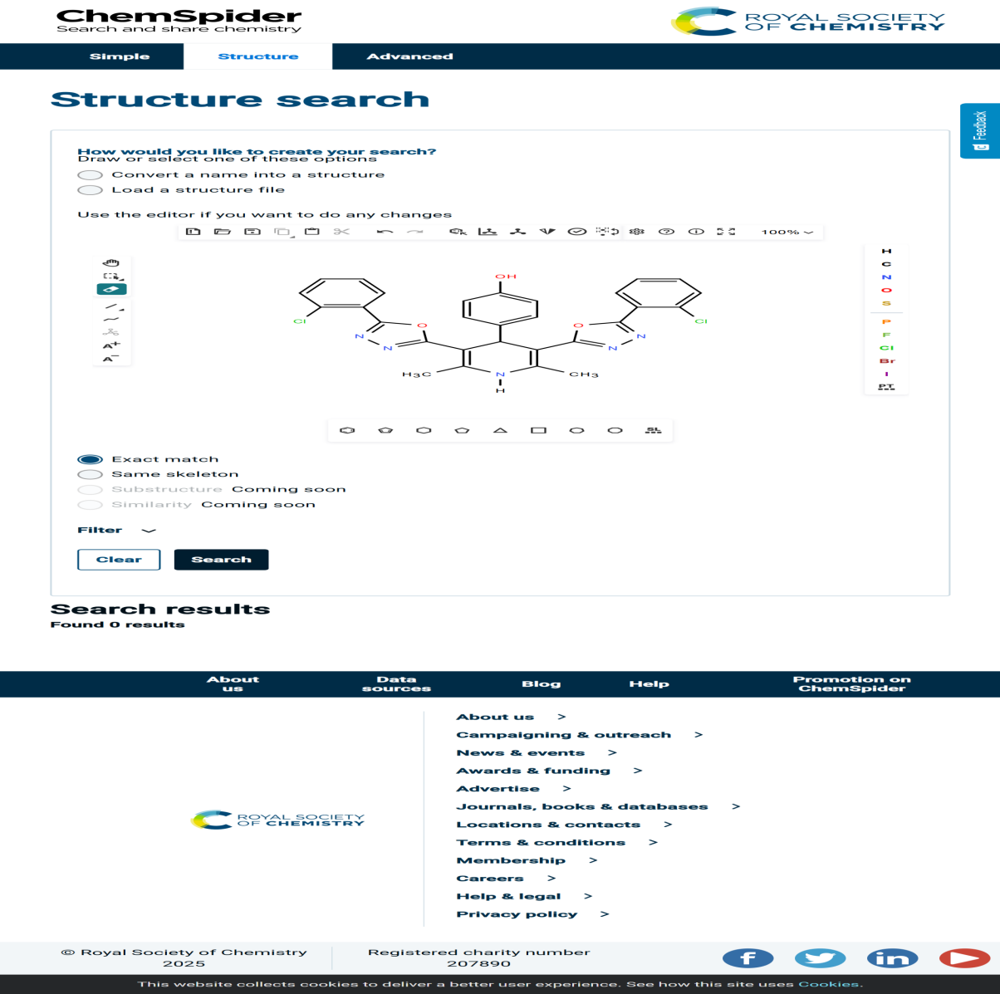 ChemSpider
Search and share chemistry
ROYAL SOCIETY
OF CHEMISTRY
Simple Structure Advanced
Structure search
Feedback
How would you like to create your search?
Draw or select one of these options
Convert a name into a structure
Load a structure file
Use the editor if you want to do any changes
100%
H
C
N
O
S
P
F
Cl
Br
I
PT
A+
A-
OH
Cl
Cl
O
O
N
N
N
N
H3C
N
CH3
H
SL
Exact match
Same skeleton
Substructure Coming soon
Similarity Coming soon
Filter
Clear Search
Search results
Found 0 results
About us
Data sources
Blog
Help
Promotion on ChemSpider
About us >
Campaigning & outreach >
News & events >
Awards & funding >
Advertise >
Journals, books & databases >
Locations & contacts >
Terms & conditions >
Membership >
Careers >
Help & legal >
Privacy policy >
ROYAL SOCIETY
OF CHEMISTRY
© Royal Society of Chemistry
2025
Registered charity number
207890
This website collects cookies to deliver a better user experience. See how this site uses Cookies.